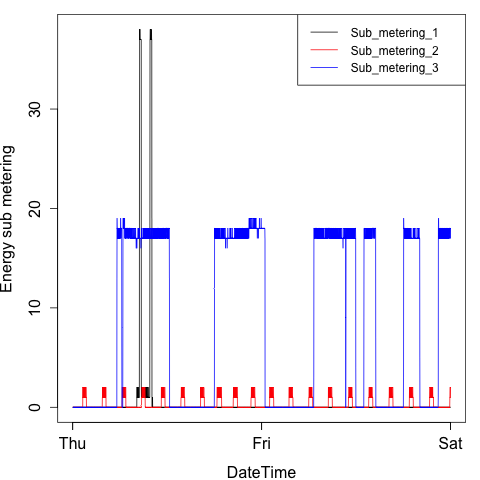 Sub_metering_1
Sub_metering_2
Sub_metering_3
Energy sub metering
30
20
10
0
Thu Fri Sat
DateTime